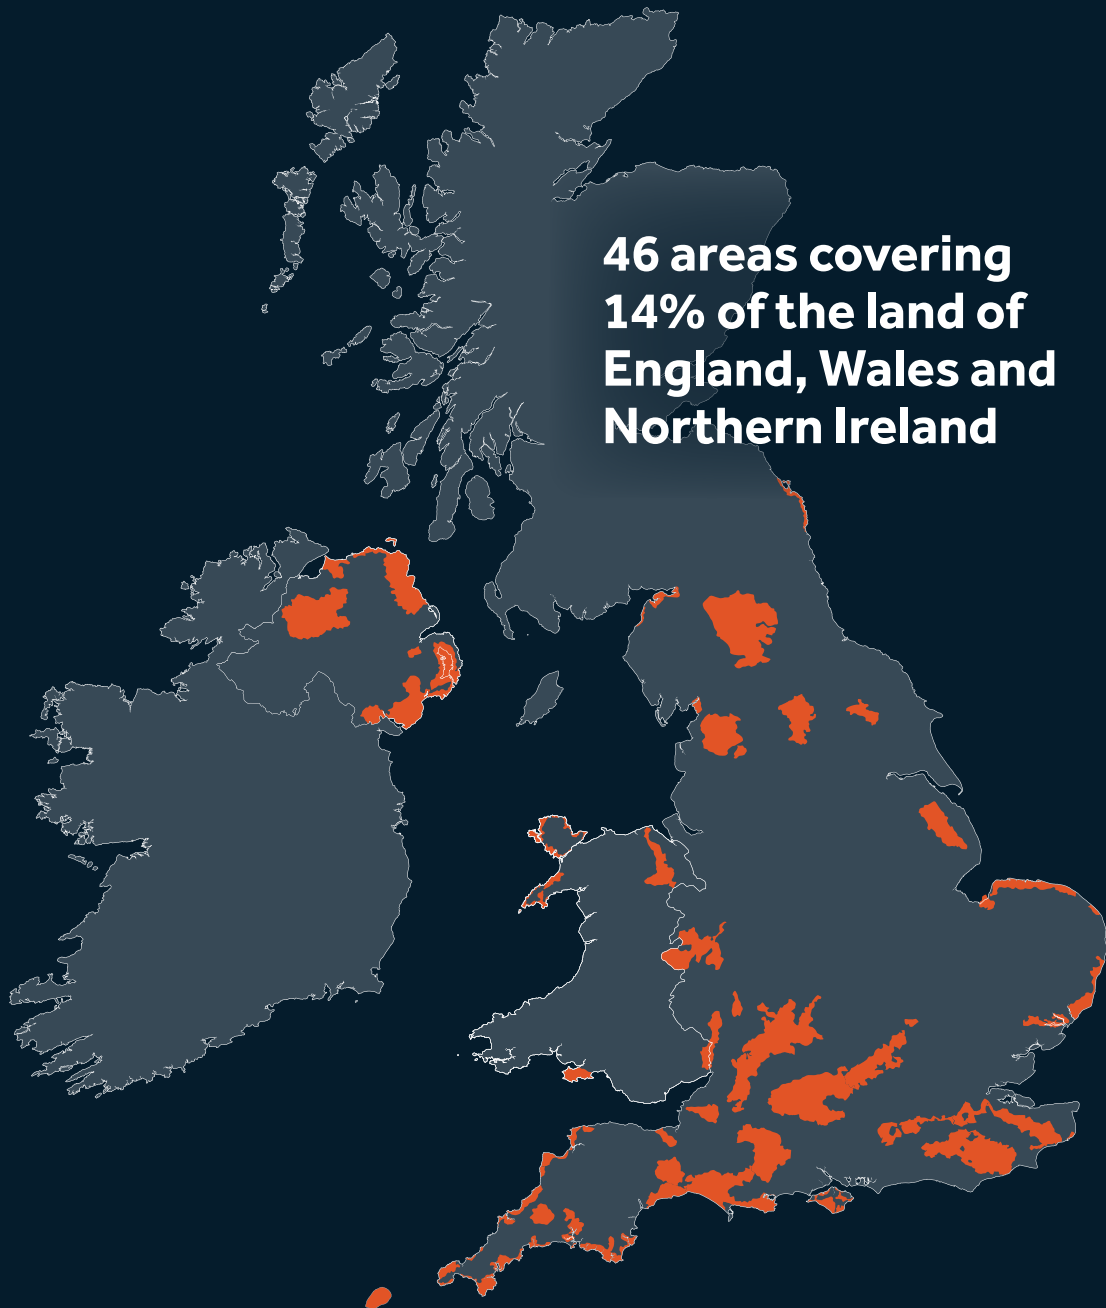 46 areas covering
14% of the land of
England, Wales and
Northern Ireland